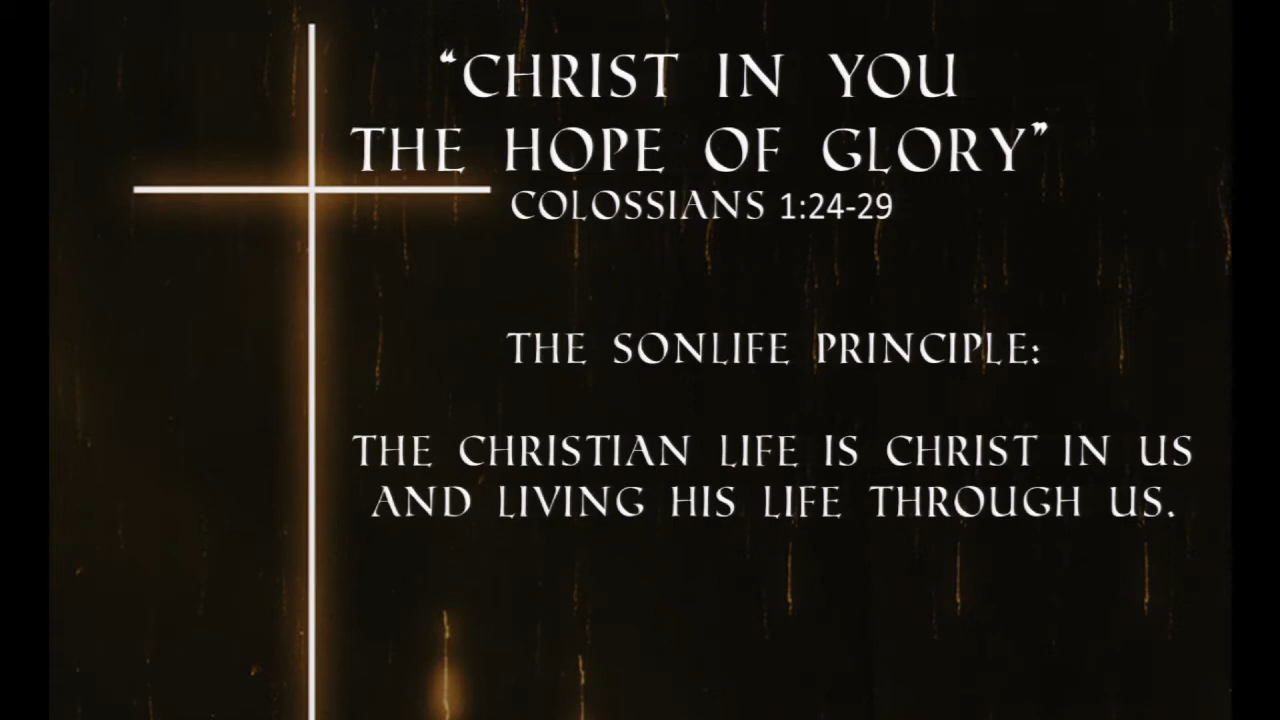 “CHRIST IN YOU
THE HOPE OF GLORY”
COLOSSIANS 1:24-29
THE SONLIFE PRINCIPLE:
THE CHRISTIAN LIFE IS CHRIST IN US
AND LIVING HIS LIFE THROUGH US.